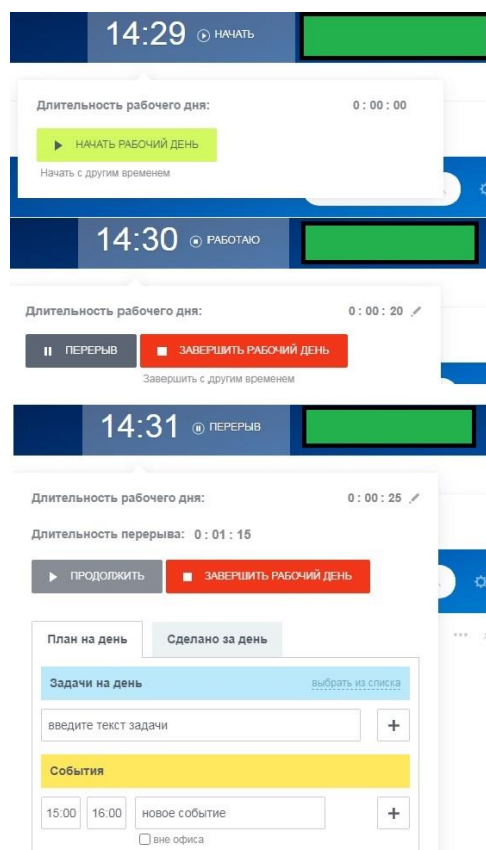 14:29 НАЧАТЬ
Длительность рабочего дня: 0 : 00 : 00
НАЧАТЬ РАБОЧИЙ ДЕНЬ
Начать с другим временем
14:30 РАБОТАЮ
Длительность рабочего дня: 0 : 00 : 20
ПЕРЕРЫВ ЗАВЕРШИТЬ РАБОЧИЙ ДЕНЬ
Завершить с другим временем
14:31 ПЕРЕРЫВ
Длительность рабочего дня: 0 : 00 : 25
Длительность перерыва: 0 : 01 : 15
ПРОДОЛЖИТЬ ЗАВЕРШИТЬ РАБОЧИЙ ДЕНЬ
План на день Сделано за день
Задачи на день выбрать из списка
введите текст задачи +
События
15:00 16:00 новое событие +
вне офиса